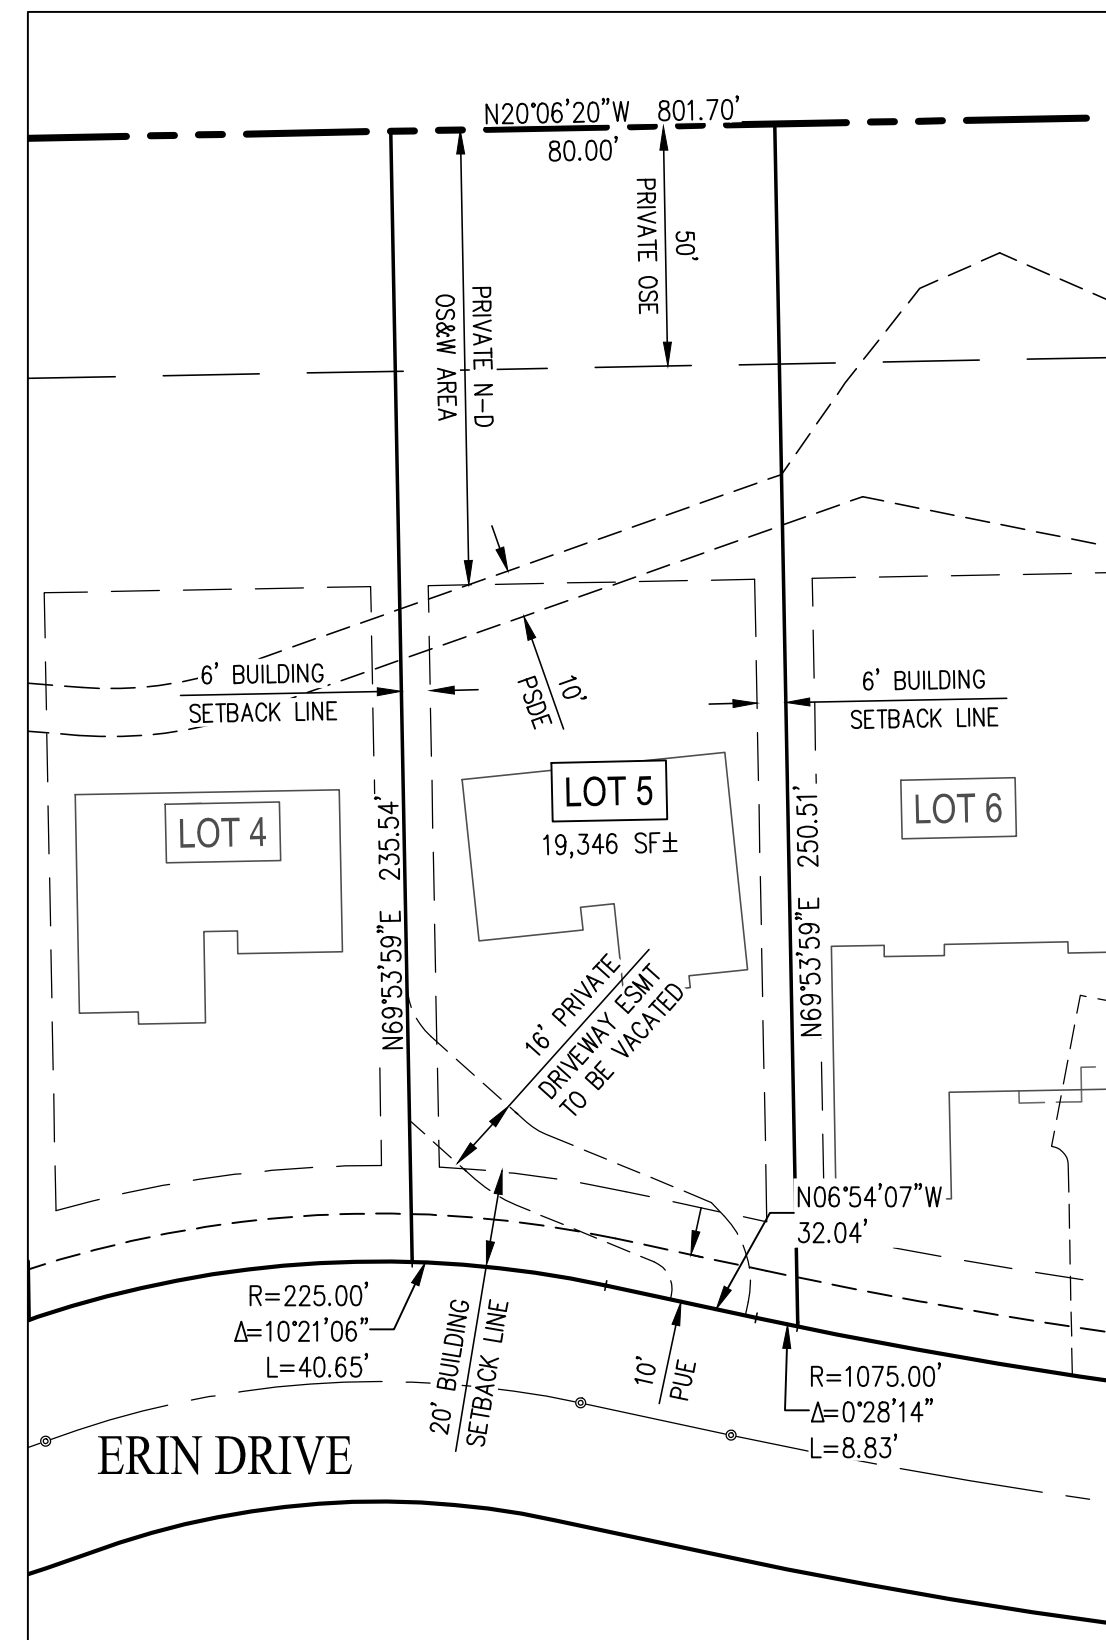 N20°06'20"W 801.70'
80.00'
PRIVATE OSE
50'
PRIVATE N-D
OS&W AREA
6' BUILDING
SETBACK LINE
10'
PSDE
6' BUILDING
SETBACK LINE
LOT 4
LOT 5
19,346 SF±
LOT 6
N69°53'59"E 235.54'
N69°53'59"E 250.51'
16' PRIVATE
DRIVEWAY ESMT
TO BE VACATED
N06°54'07"W
32.04'
R=225.00'
Δ=10°21'06"
L=40.65'
20' BUILDING
SETBACK LINE
10'
PUE
R=1075.00'
Δ=0°28'14"
L=8.83'
ERIN DRIVE